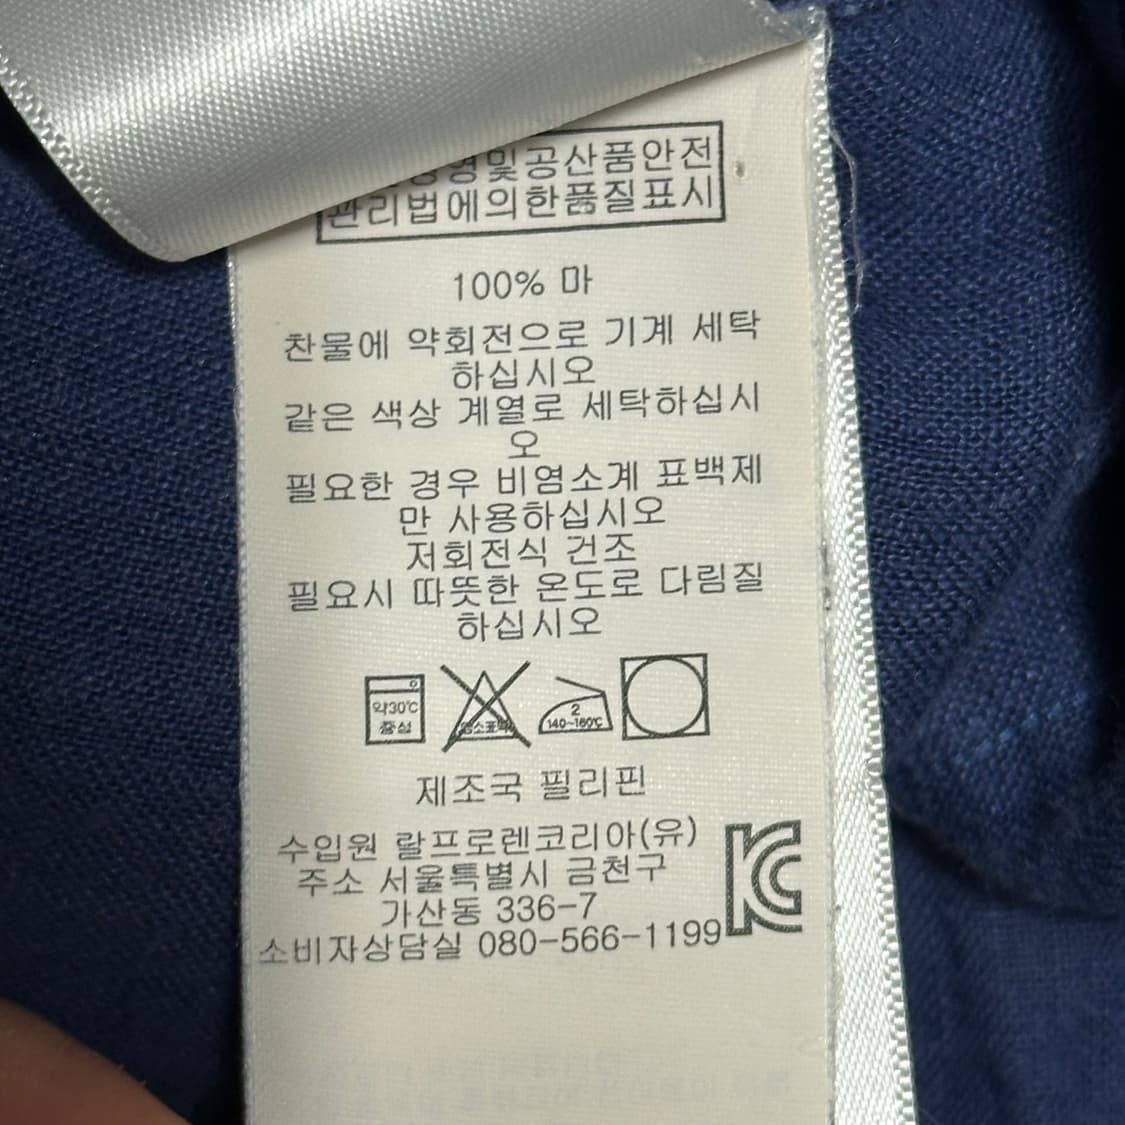 및공산품안전
관리법에의한품질표시
100% 마
찬물에 약회전으로 기계 세탁
하십시오
같은 색상 계열로 세탁하십시
오
필요한 경우 비염소계 표백제
만 사용하십시오
저회전식 건조
필요시 따뜻한 온도로 다림질
하십시오
약30℃
중성
2
140~160℃
제조국 필리핀
수입원 랄프로렌코리아(유)
주소 서울특별시 금천구
가산동 336-7
소비자상담실 080-566-1199